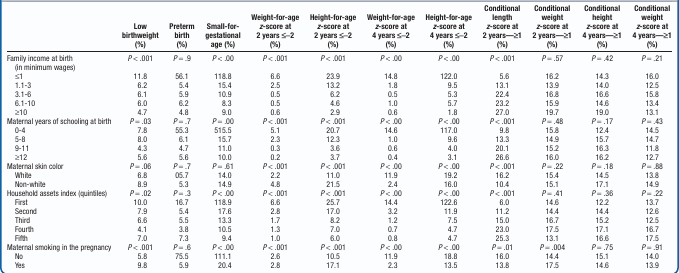 Low birthweight (%) | Preterm birth (%) | Small-for-gestational age (%) | Weight-for-age z-score at 2 years ≤–2 (%) | Height-for-age z-score at 2 years ≤–2 (%) | Weight-for-age z-score at 4 years ≤–2 (%) | Height-for-age z-score at 4 years ≤–2 (%) | Conditional length z-score at 2 years—≥1 (%) | Conditional weight z-score at 2 years—≥1 (%) | Conditional height z-score at 4 years—≥1 (%) | Conditional weight z-score at 4 years—≥1 (%)
Family income at birth P < .001 P = .9 P < .00 P < .001 P < .001 P < .00 P < .00 P < .001 P = .57 P = .42 P = .21
(in minimum wages)
≤1 11.8 56.1 118.8 6.6 23.9 14.8 122.0 5.6 16.2 14.3 16.0
1.1-3 6.2 5.4 15.4 2.5 13.2 1.8 9.5 13.1 13.9 14.0 12.5
3.1-6 6.1 5.9 10.9 0.5 6.2 0.5 5.3 22.4 16.8 16.6 15.8
6.1-10 6.0 6.2 8.3 0.5 4.6 1.0 5.7 23.2 15.9 14.6 13.4
≥10 4.7 4.8 9.0 0.6 2.9 0.6 1.8 27.0 19.7 19.0 13.1
Maternal years of schooling at birth P = .03 P = .7 P = .00 P < .001 P < .001 P < .00 P < .00 P < .001 P = .48 P = .17 P = .43
0-4 7.8 55.3 515.5 5.1 20.7 14.6 117.0 9.8 15.8 12.4 14.5
5-8 8.0 6.1 15.7 2.3 12.3 1.0 9.6 13.3 14.9 15.7 14.7
9-11 4.3 4.7 11.0 0.3 3.6 0.6 4.0 20.1 15.2 16.3 11.8
≥12 5.6 5.6 10.0 0.2 3.7 0.4 3.1 26.6 16.0 16.2 12.7
Maternal skin color P = .06 P = .7 P = .61 P < .001 P < .001 P < .00 P < .00 P < .001 P = .22 P = .18 P = .88
White 6.8 05.7 14.0 2.2 11.0 11.9 19.2 16.2 15.4 14.5 13.8
Non-white 8.9 5.3 14.9 4.8 21.5 2.4 16.0 10.4 15.1 17.1 14.9
Household assets index (quintiles) P = .02 P = .3 P < .00 P < .001 P < .001 P < .00 P < .00 P < .001 P = .41 P = .36 P = .22
First 10.0 16.7 118.9 6.6 25.7 14.4 122.6 6.0 14.6 12.2 13.7
Second 7.9 5.4 17.6 2.8 17.0 3.2 11.9 11.2 14.4 14.4 12.6
Third 6.6 5.5 13.3 1.7 8.2 1.2 7.5 15.0 16.7 15.2 12.5
Fourth 4.1 3.8 10.5 1.3 7.0 0.7 4.7 23.0 17.5 17.1 16.7
Fifth 7.0 7.3 9.4 1.0 6.0 0.8 4.7 25.3 13.1 16.6 17.5
Maternal smoking in the pregnancy P < .001 P = .6 P < .00 P < .001 P < .001 P < .00 P < .00 P = .01 P = .004 P = .75 P = .91
No 5.8 75.5 111.1 2.6 10.5 11.9 18.8 16.0 14.4 15.1 14.0
Yes 9.8 5.9 20.4 2.8 17.1 2.3 13.5 13.8 17.5 14.6 13.9